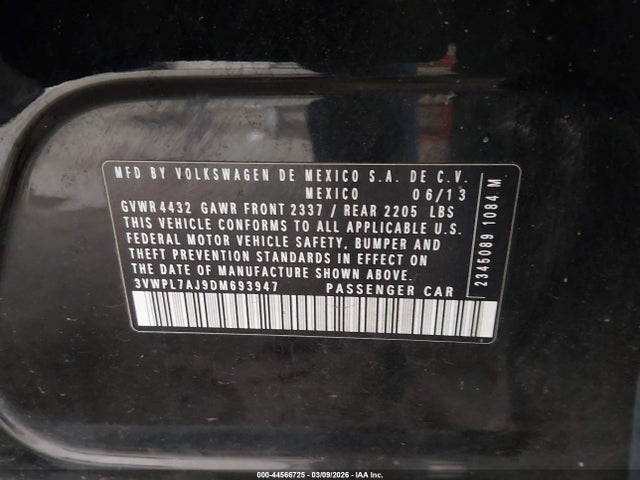 MFD BY VOLKSWAGEN DE MEXICO S.A. DE C.V.
MEXICO 06/13
GVWR 4432 GAWR FRONT 2337 / REAR 2205 LBS
THIS VEHICLE CONFORMS TO ALL APPLICABLE U.S.
FEDERAL MOTOR VEHICLE SAFETY, BUMPER AND
THEFT PREVENTION STANDARDS IN EFFECT ON
THE DATE OF MANUFACTURE SHOWN ABOVE.
3VWPL7AJ9DM693947 PASSENGER CAR
2345089 1084 M
000-44566725 - 03/09/2026 - IAA Inc.